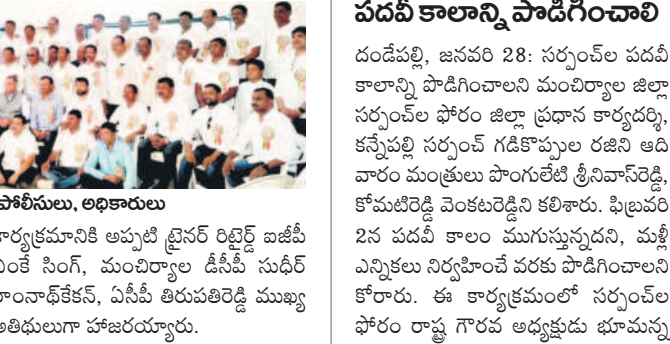 పోలీసులు, అధికారులు
కార్యక్రమానికి అప్పటి ట్రైనర్ రిటైర్డ్ ఐజీపీ
ఎంకే సింగ్, మంచిర్యాల డీసీపీ సుధీర్
రాంనాథ్‌కేకన్, ఏసీపీ తిరుపతిరెడ్డి ముఖ్య
అతిథులుగా హాజరయ్యారు.
పదవీ కాలాన్ని పొడిగించాలి
దండేపల్లి, జనవరి 28: సర్పంచ్‌ల పదవీ
కాలాన్ని పొడిగించాలని మంచిర్యాల జిల్లా
సర్పంచ్‌ల ఫోరం జిల్లా ప్రధాన కార్యదర్శి,
కన్నేపల్లి సర్పంచ్ గడికొప్పుల రజిని ఆది
వారం మంత్రులు పొంగులేటి శ్రీనివాస్‌రెడ్డి,
కోమటిరెడ్డి వెంకటరెడ్డిని కలిశారు. ఫిబ్రవరి
2న పదవీ కాలం ముగుస్తున్నదని, మళ్లీ
ఎన్నికలు నిర్వహించే వరకు పొడిగించాలని
కోరారు. ఈ కార్యక్రమంలో సర్పంచ్‌ల
ఫోరం రాష్ట్ర గౌరవ అధ్యక్షుడు భూమన్న